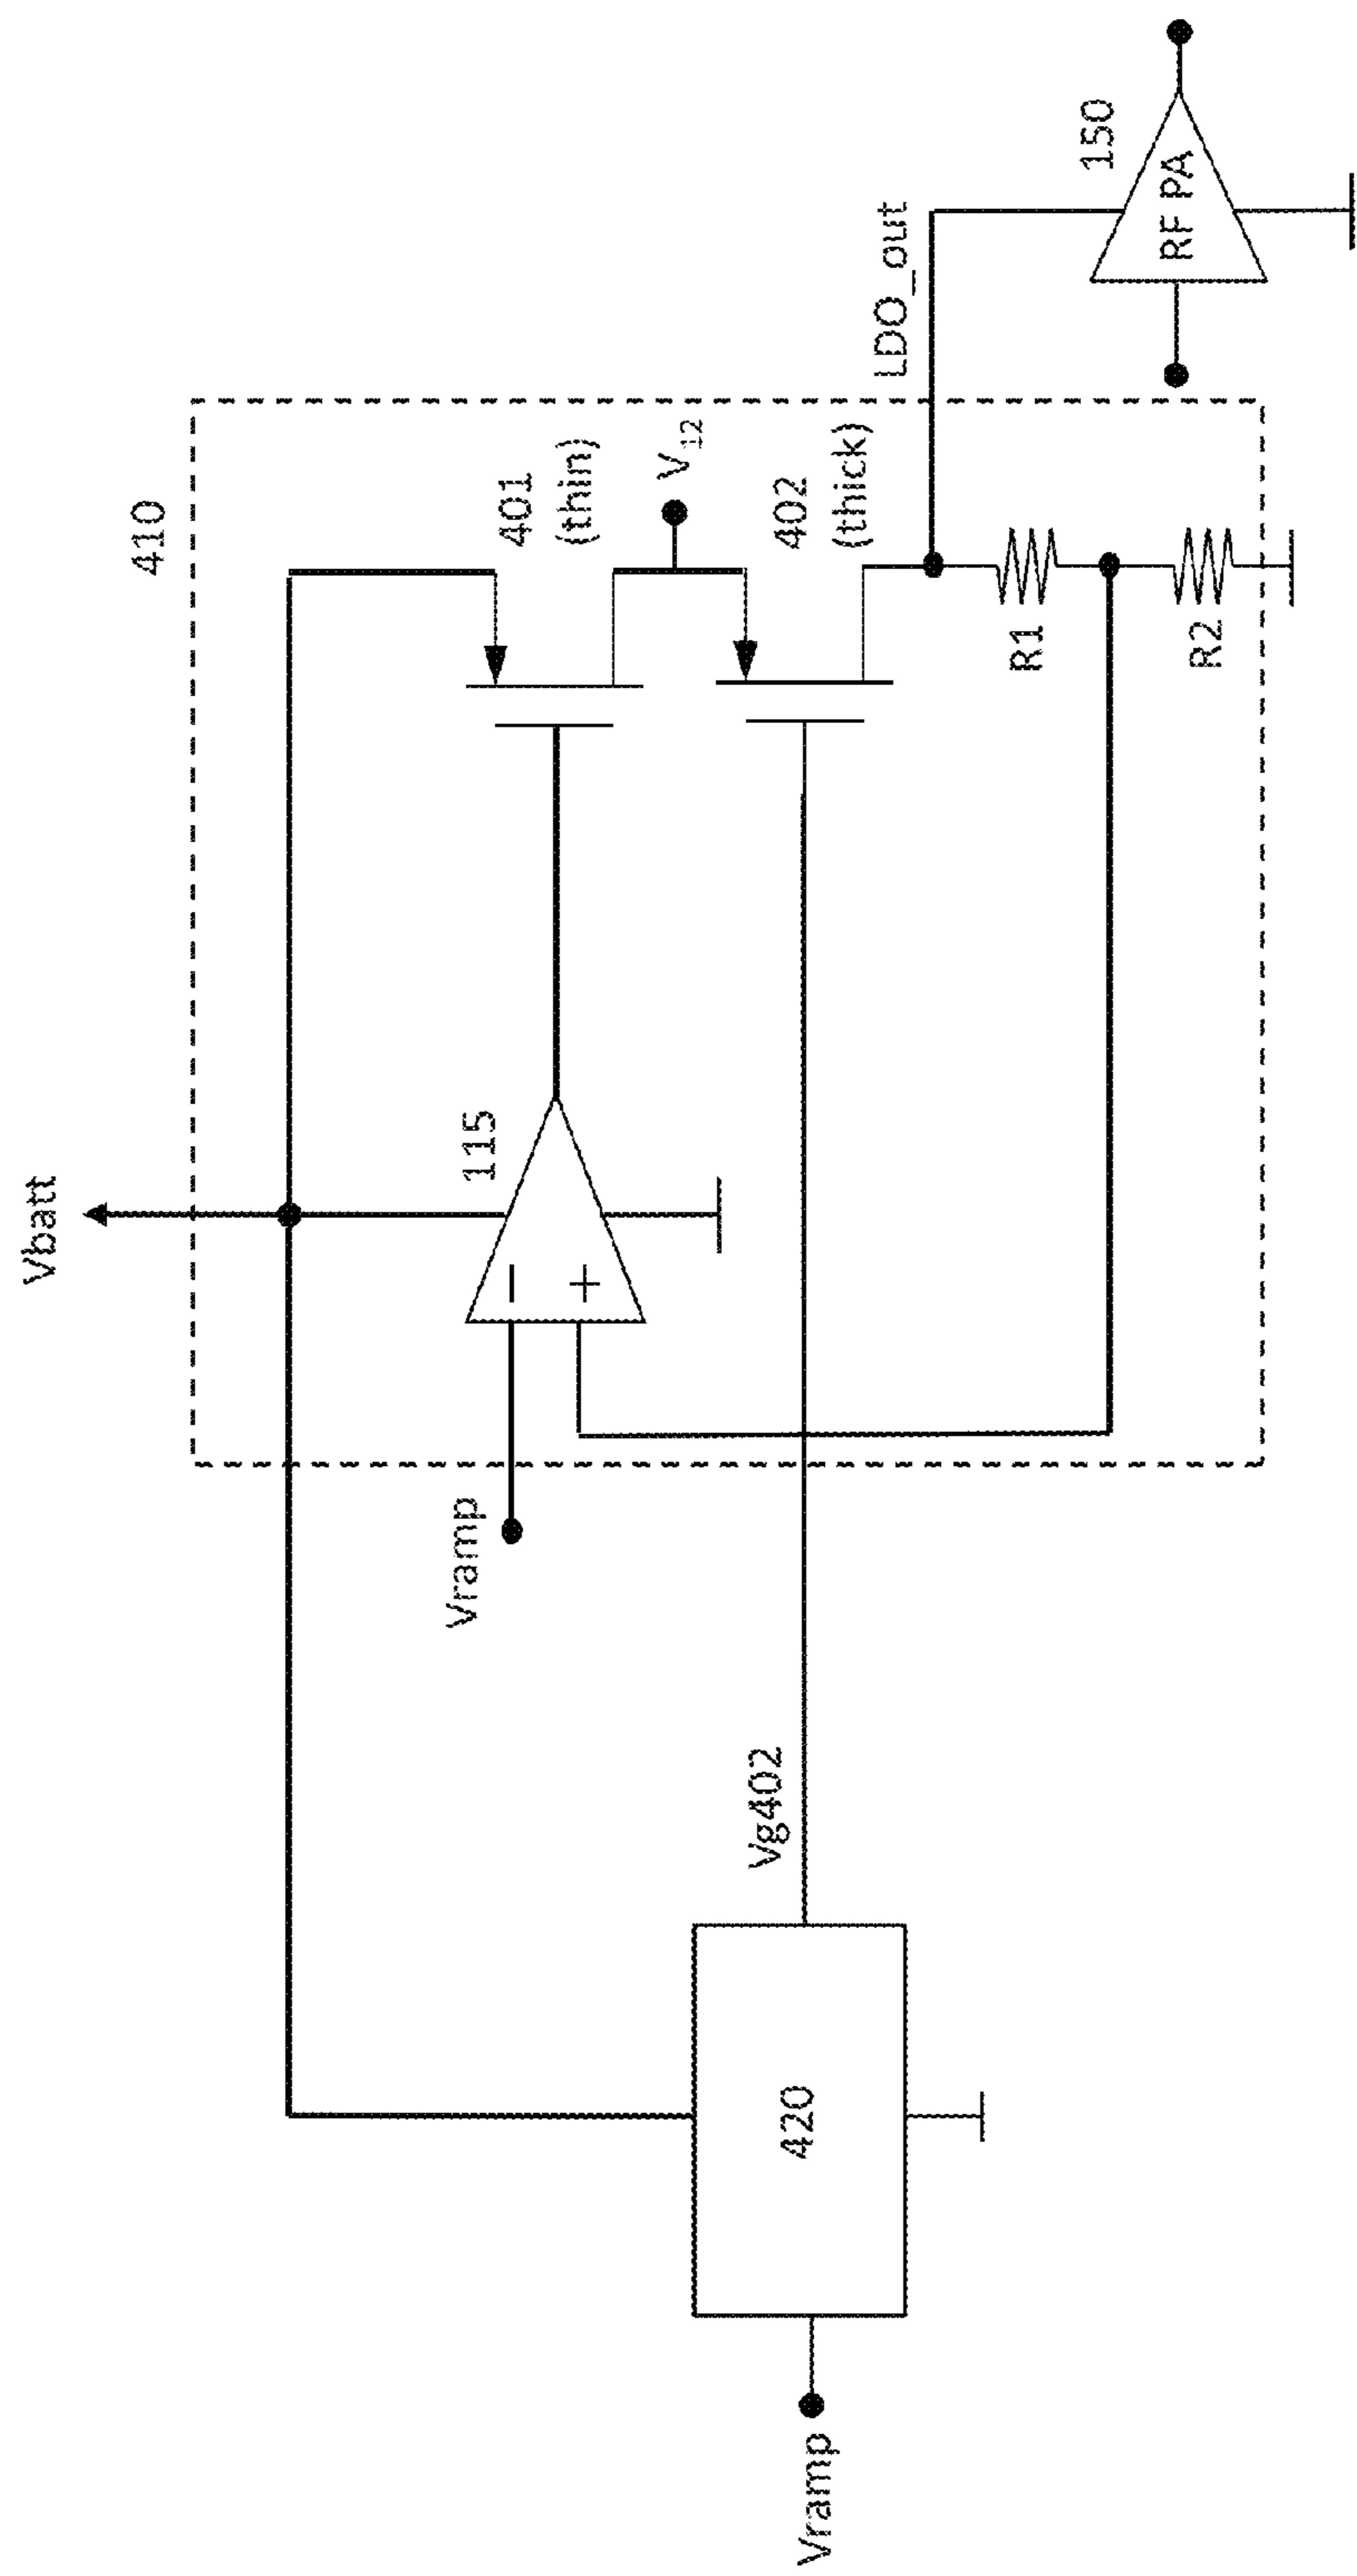 Vbatt
410
115
401
(thin)
V12
402
(thick)
LDO_out
150
RF PA
R1
R2
Vramp
−
+
Vg402
420
Vramp